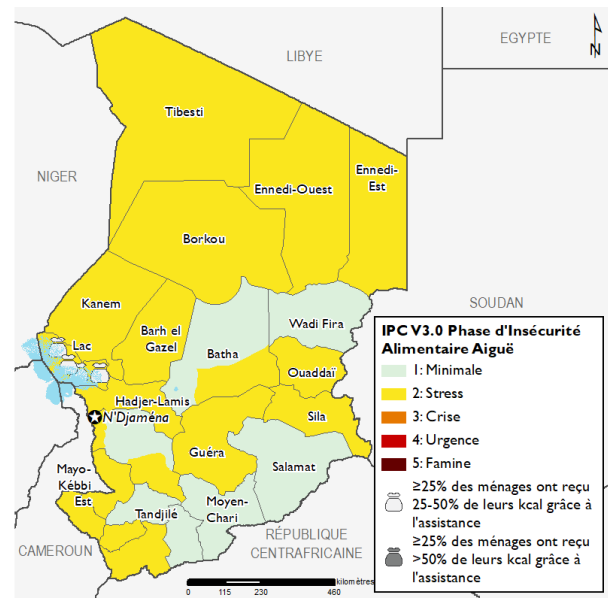 EGYPTE
N
LIBYE
Tibesti
Ennedi-
Est
NIGER
Ennedi-Ouest
Borkou
Kanem
SOUDAN
Wadi Fira
Lac
Barh el
Gazel
Batha
Ouaddaï
Hadjer-Lamis
N'Djaména
Sila
Guéra
Mayo-
Kébbi
Est
Salamat
Moyen-
Chari
Tandjilé
RÉPUBLIQUE
CENTRAFRICAINE
CAMEROUN
kilomètres
0 115 230 460
IPC V3.0 Phase d'Insécurité
Alimentaire Aiguë
1: Minimale
2: Stress
3: Crise
4: Urgence
5: Famine
≥25% des ménages ont reçu
25-50% de leurs kcal grâce à
l'assistance
≥25% des ménages ont reçu
>50% de leurs kcal grâce à
l'assistance